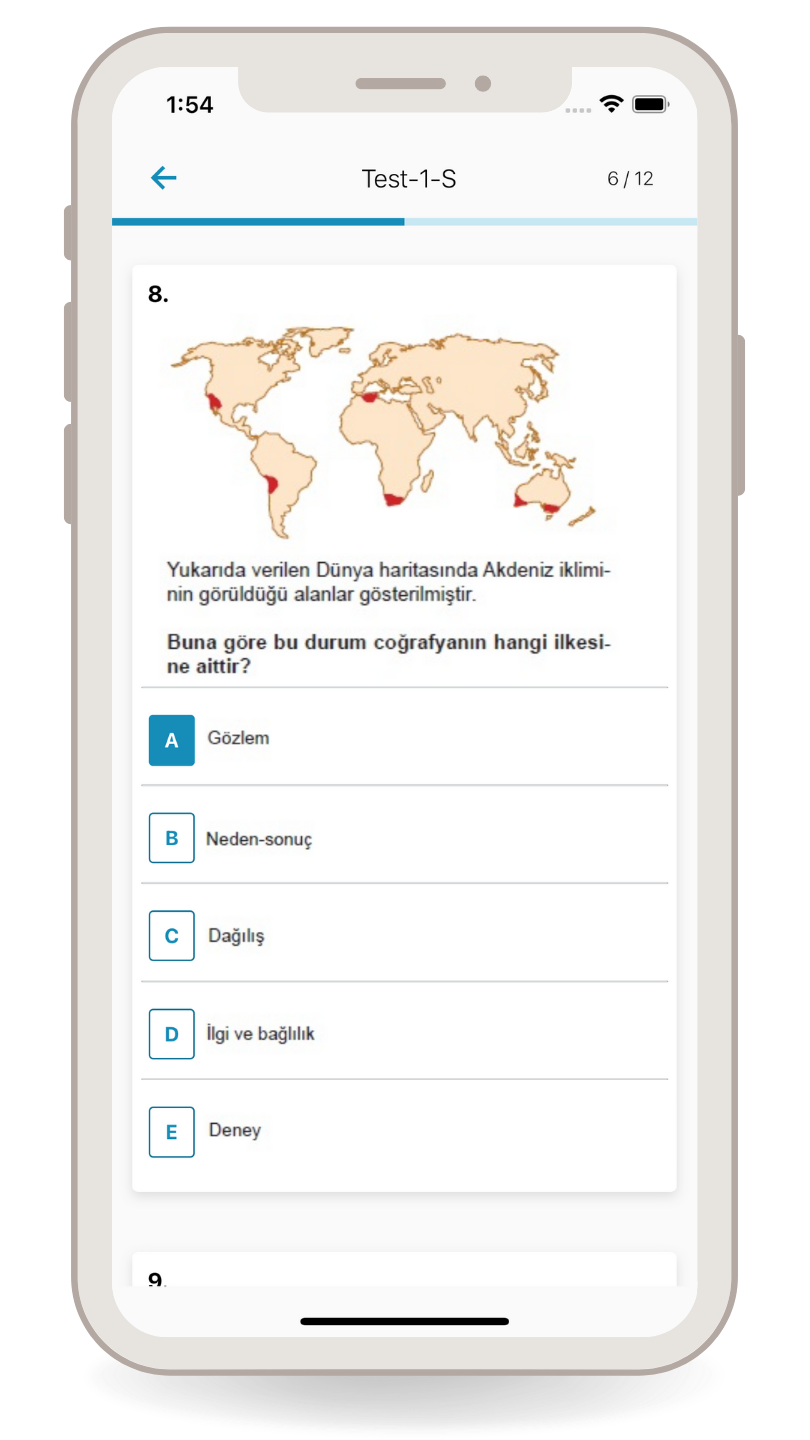 1:54
Test-1-S
6 / 12
8.
Yukarıda verilen Dünya haritasında Akdeniz iklimi-
nin görüldüğü alanlar gösterilmiştir.
Buna göre bu durum coğrafyanın hangi ilkesi-
ne aittir?
A Gözlem
B Neden-sonuç
C Dağılış
D İlgi ve bağlılık
E Deney
9.